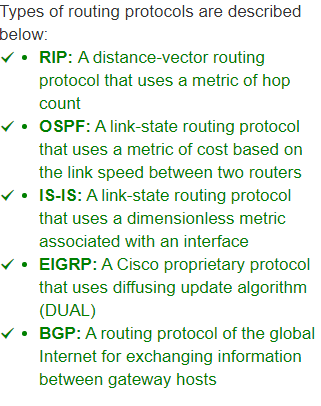 Types of routing protocols are described
below:
✓ • RIP: A distance-vector routing
protocol that uses a metric of hop
count
✓ • OSPF: A link-state routing protocol
that uses a metric of cost based on
the link speed between two routers
✓ • IS-IS: A link-state routing protocol
that uses a dimensionless metric
associated with an interface
✓ • EIGRP: A Cisco proprietary protocol
that uses diffusing update algorithm
(DUAL)
✓ • BGP: A routing protocol of the global
Internet for exchanging information
between gateway hosts